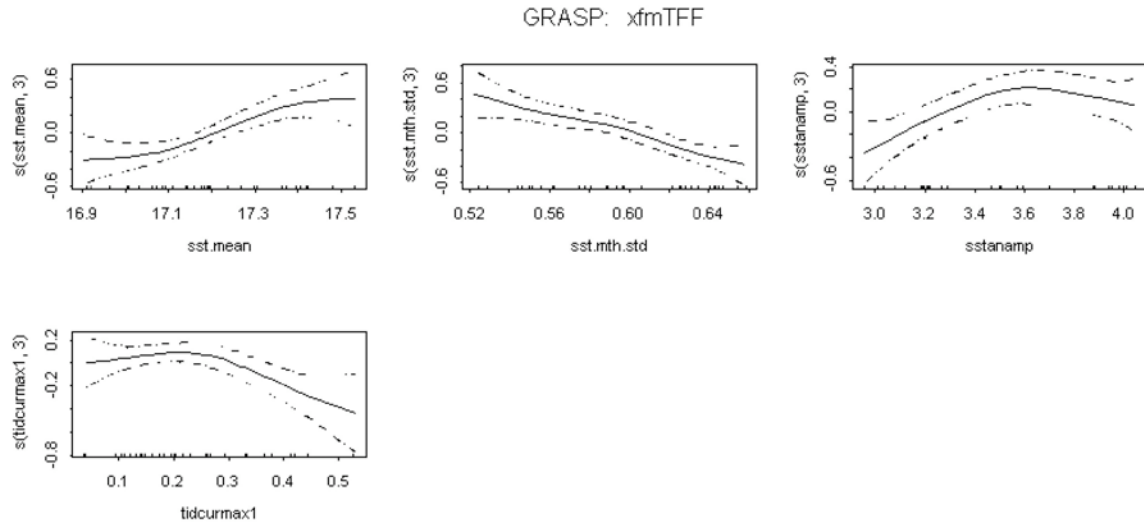 GRASP: xfmTFF
s(sst.mean, 3)
-0.6 0.0 0.6
16.9 17.1 17.3 17.5
sst.mean
s(sst.mth.std, 3)
-0.6 0.0 0.6
0.52 0.56 0.60 0.64
sst.mth.std
s(sstanamp, 3)
-0.6 0.0 0.4
3.0 3.2 3.4 3.6 3.8 4.0
sstanamp
s(tidcurmax1, 3)
-0.8 -0.2 0.2
0.1 0.2 0.3 0.4 0.5
tidcurmax1